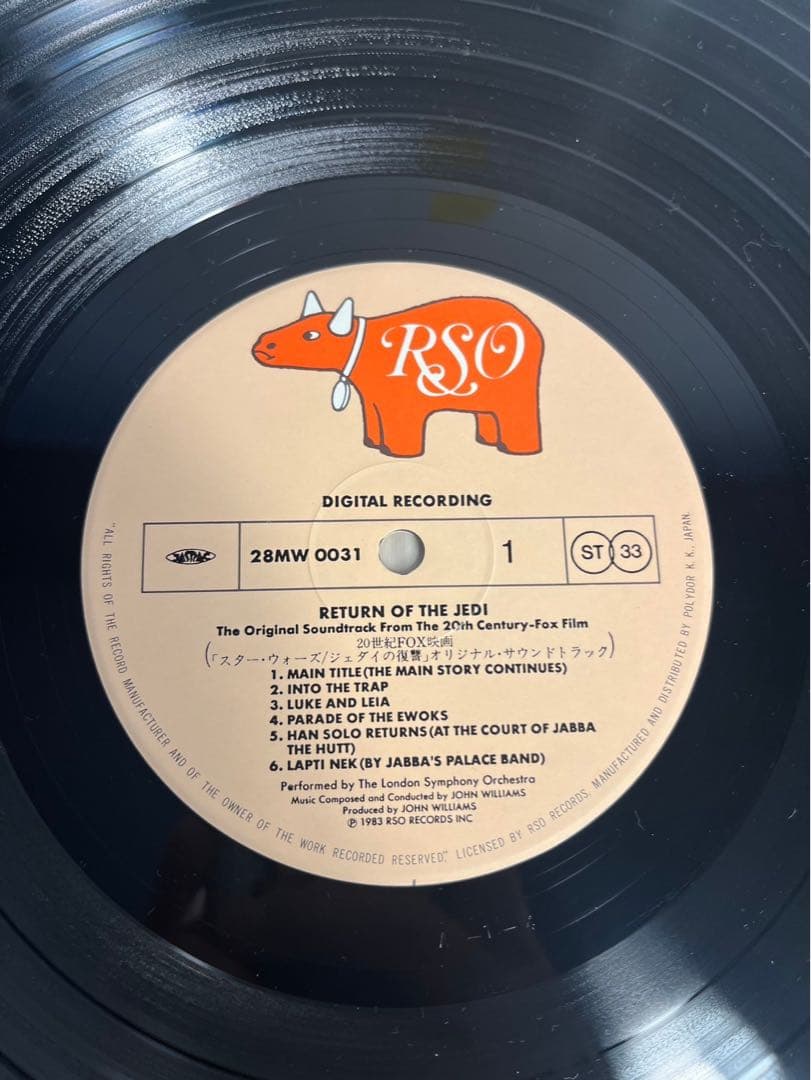 RSO
DIGITAL RECORDING
JASRAC
28MW 0031
1
ST 33
RETURN OF THE JEDI
The Original Soundtrack From The 20th Century-Fox Film
(20世紀FOX映画
「スター・ウォーズ/ジェダイの復讐」オリジナル・サウンドトラック)
1. MAIN TITLE(THE MAIN STORY CONTINUES)
2. INTO THE TRAP
3. LUKE AND LEIA
4. PARADE OF THE EWOKS
5. HAN SOLO RETURNS(AT THE COURT OF JABBA
THE HUTT)
6. LAPTI NEK(BY JABBA'S PALACE BAND)
Performed by The London Symphony Orchestra
Music Composed and Conducted by JOHN WILLIAMS
Produced by JOHN WILLIAMS
℗ 1983 RSO RECORDS INC
"ALL RIGHTS OF THE RECORD MANUFACTURER AND OF THE OWNER OF THE WORK RECORDED RESERVED." LICENSED BY RSO RECORDS, MANUFACTURED AND DISTRIBUTED BY POLYDOR K. K., JAPAN.